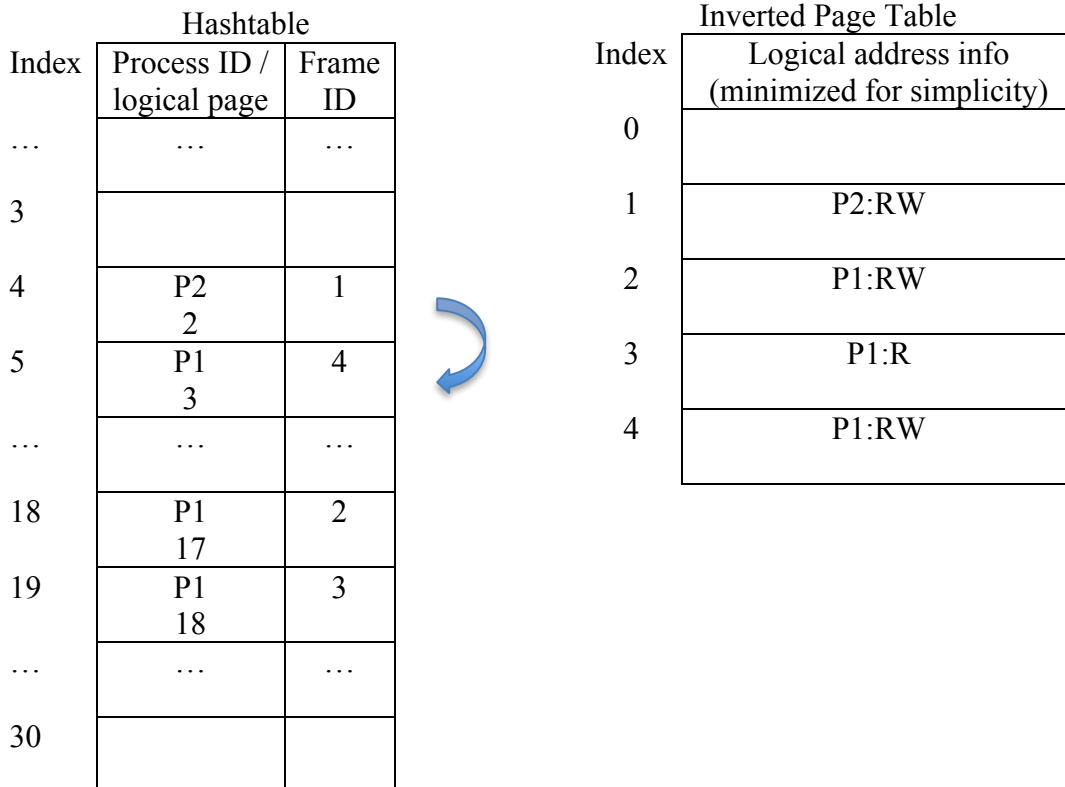 Hashtable
Index Process ID / Frame
logical page ID
… … …
3
4 P2 1
2
5 P1 4
3
… … …
18 P1 2
17
19 P1 3
18
… … …
30
Inverted Page Table
Index Logical address info
(minimized for simplicity)
0
1 P2:RW
2 P1:RW
3 P1:R
4 P1:RW